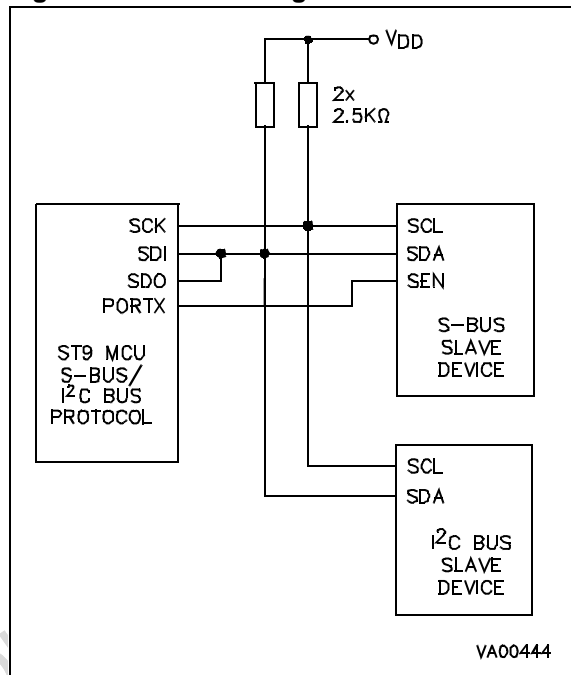 VDD
2x
2.5KΩ
SCK
SDI
SDO
PORTX
ST9 MCU
S-BUS/
I²C BUS
PROTOCOL
SCL
SDA
SEN
S-BUS
SLAVE
DEVICE
SCL
SDA
I²C BUS
SLAVE
DEVICE
VA00444